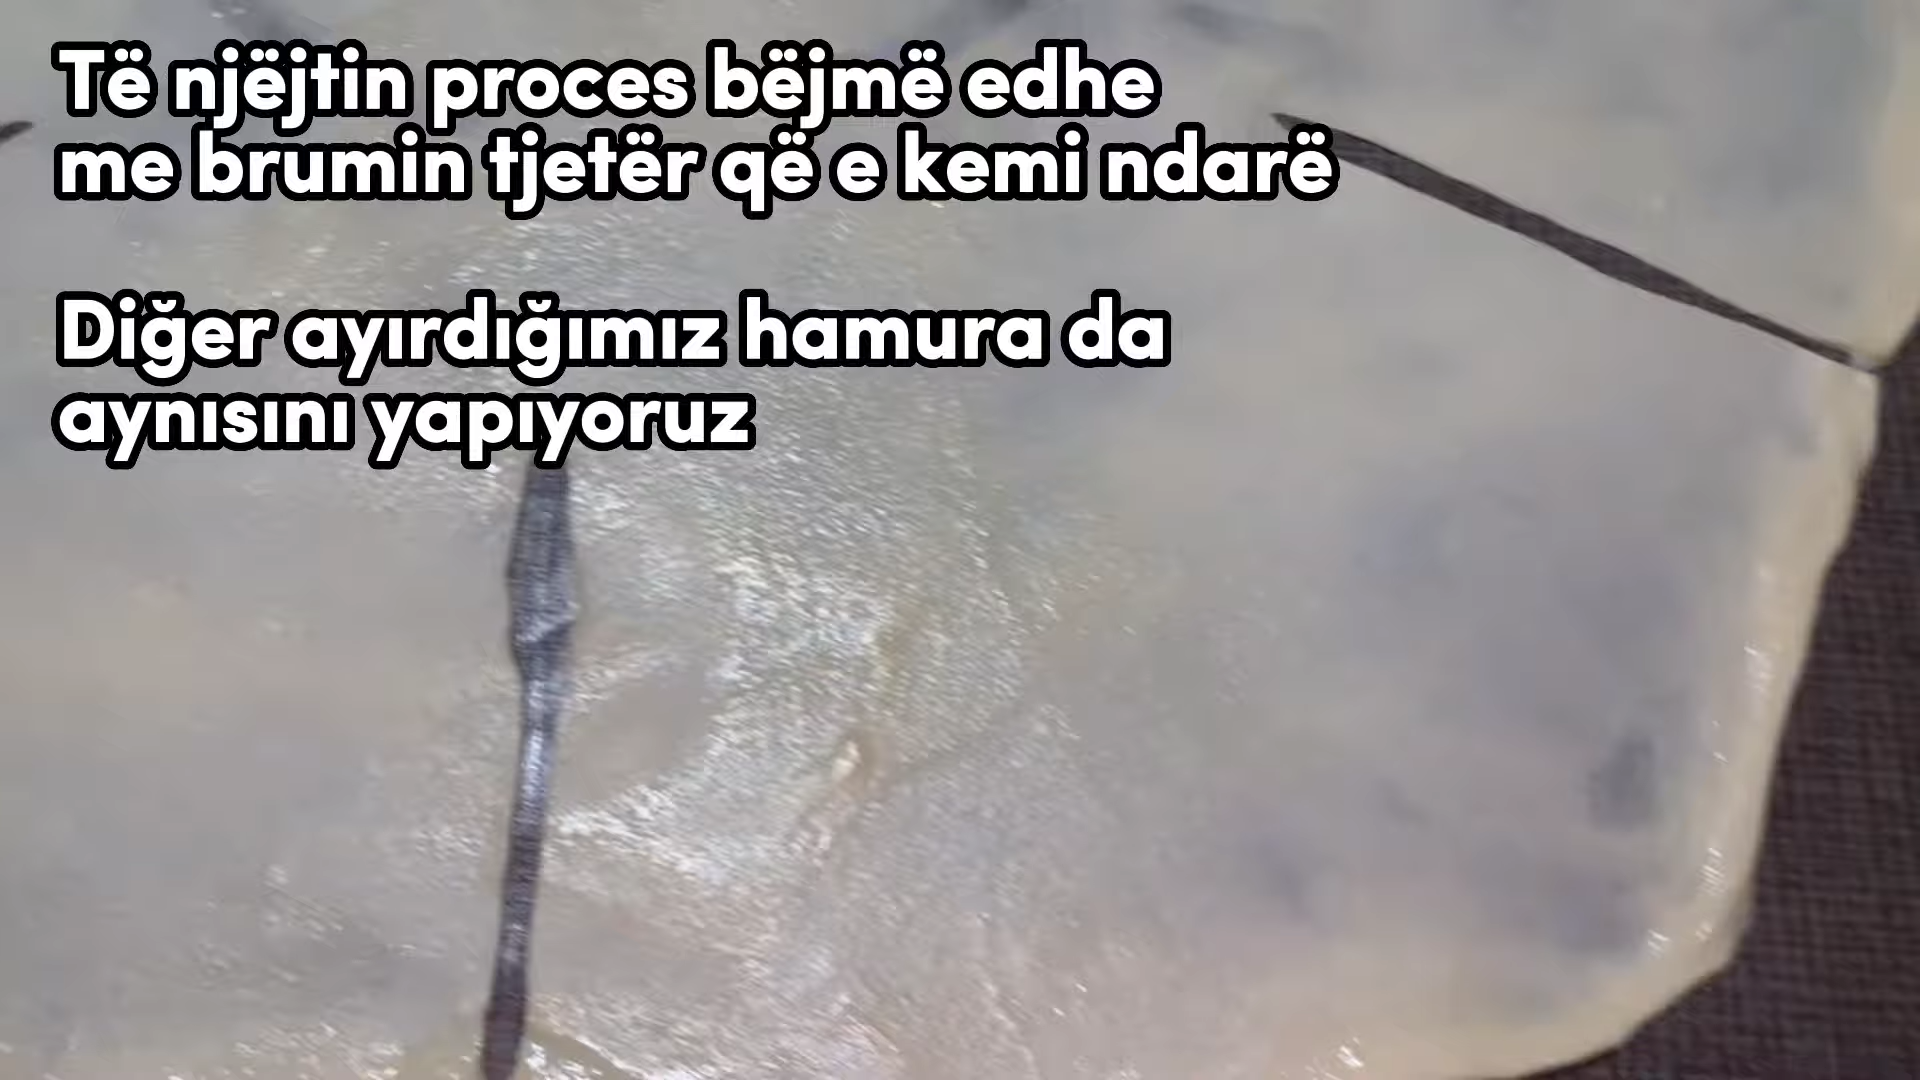 Të njëjtin proces bëjmë edhe
me brumin tjetër që e kemi ndarë
Diğer ayırdığımız hamura da
aynısını yapıyoruz